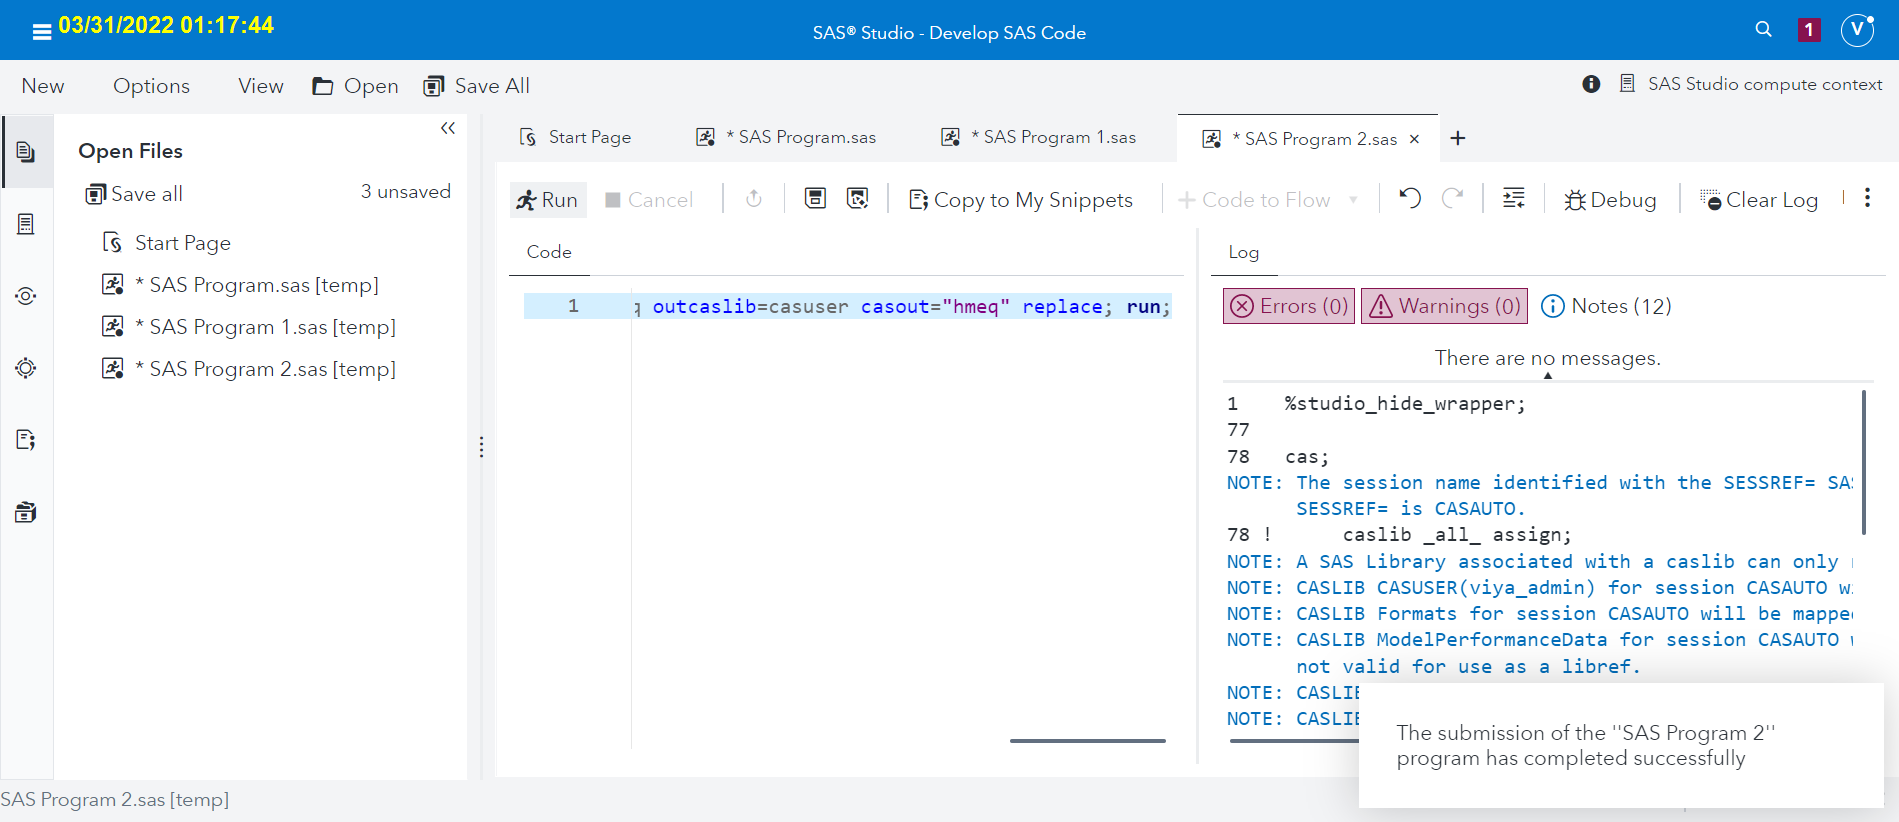 03/31/2022 01:17:44
SAS® Studio - Develop SAS Code
1
V
New Options View Open Save All
SAS Studio compute context
Open Files
Save all 3 unsaved
Start Page
* SAS Program.sas [temp]
* SAS Program 1.sas [temp]
* SAS Program 2.sas [temp]
Start Page * SAS Program.sas * SAS Program 1.sas * SAS Program 2.sas
Run Cancel Copy to My Snippets Code to Flow Debug Clear Log
Code
1 outcaslib=casuser casout="hmeq" replace; run;
Log
Errors (0) Warnings (0) Notes (12)
There are no messages.
1 %studio_hide_wrapper;
77
78 cas;
NOTE: The session name identified with the SESSREF= SAS
SESSREF= is CASAUTO.
78 ! caslib _all_ assign;
NOTE: A SAS Library associated with a caslib can only
NOTE: CASLIB CASUSER(viya_admin) for session CASAUTO
NOTE: CASLIB Formats for session CASAUTO will be mapped
NOTE: CASLIB ModelPerformanceData for session CASAUTO
not valid for use as a libref.
NOTE: CASLIB
NOTE: CASLIB
The submission of the "SAS Program 2"
program has completed successfully
SAS Program 2.sas [temp]